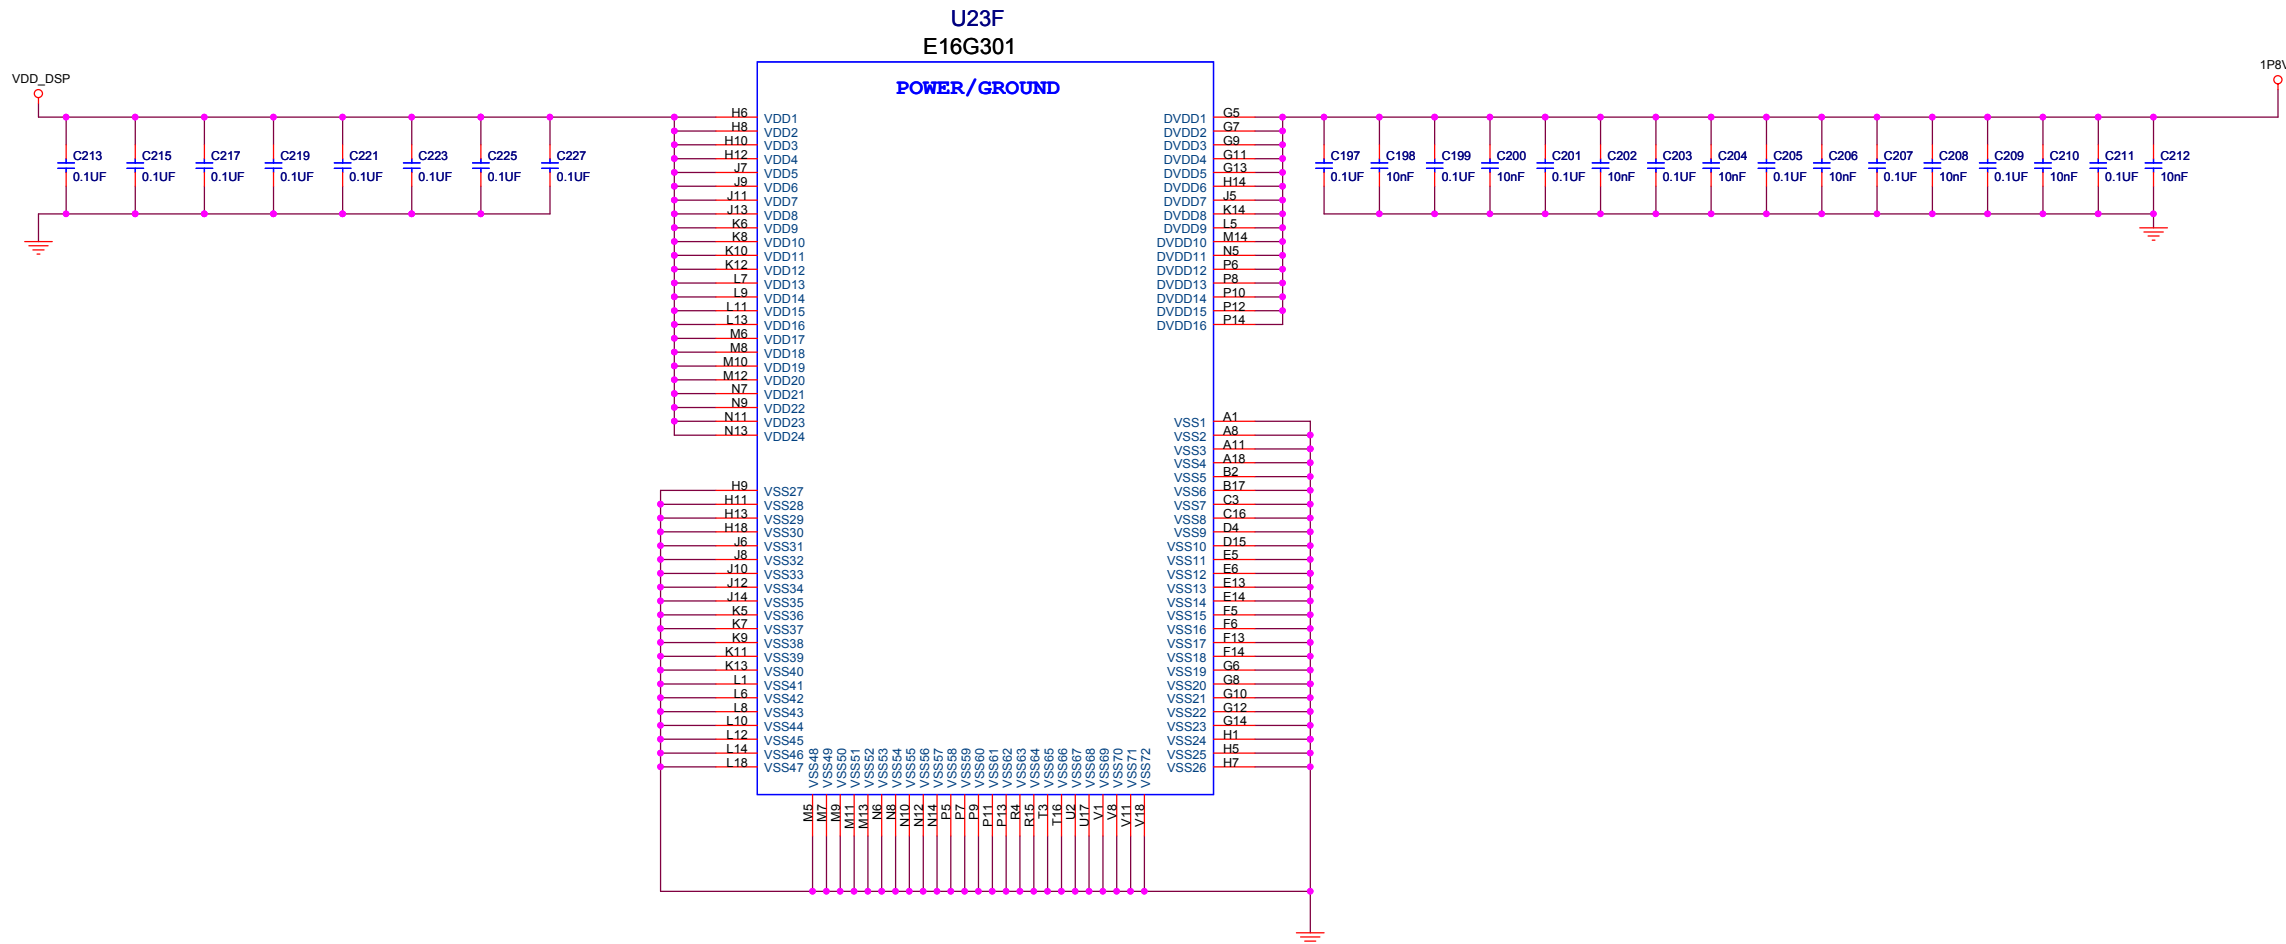 U23F
E16G301
POWER/GROUND
VDD_DSP
1P8V
C213 0.1UF
C215 0.1UF
C217 0.1UF
C219 0.1UF
C221 0.1UF
C223 0.1UF
C225 0.1UF
C227 0.1UF
C197 0.1UF
C198 10nF
C199 0.1UF
C200 10nF
C201 0.1UF
C202 10nF
C203 0.1UF
C204 10nF
C205 0.1UF
C206 10nF
C207 0.1UF
C208 10nF
C209 0.1UF
C210 10nF
C211 0.1UF
C212 10nF
H6 VDD1
H8 VDD2
H10 VDD3
H12 VDD4
J7 VDD5
J9 VDD6
J11 VDD7
J13 VDD8
K6 VDD9
K8 VDD10
K10 VDD11
K12 VDD12
L7 VDD13
L9 VDD14
L11 VDD15
L13 VDD16
M6 VDD17
M8 VDD18
M10 VDD19
M12 VDD20
N7 VDD21
N9 VDD22
N11 VDD23
N13 VDD24
DVDD1 G5
DVDD2 G7
DVDD3 G9
DVDD4 G11
DVDD5 G13
DVDD6 H14
DVDD7 J5
DVDD8 K14
DVDD9 L5
DVDD10 M14
DVDD11 N5
DVDD12 P6
DVDD13 P8
DVDD14 P10
DVDD15 P12
DVDD16 P14
H9 VSS27
H11 VSS28
H13 VSS29
H18 VSS30
J6 VSS31
J8 VSS32
J10 VSS33
J12 VSS34
J14 VSS35
K5 VSS36
K7 VSS37
K9 VSS38
K11 VSS39
K13 VSS40
L1 VSS41
L6 VSS42
L8 VSS43
L10 VSS44
L12 VSS45
L14 VSS46
L18 VSS47
VSS1 A1
VSS2 A8
VSS3 A11
VSS4 A18
VSS5 B2
VSS6 B17
VSS7 C3
VSS8 C16
VSS9 D4
VSS10 D15
VSS11 E5
VSS12 E6
VSS13 E13
VSS14 E14
VSS15 F5
VSS16 F6
VSS17 F13
VSS18 F14
VSS19 G6
VSS20 G8
VSS21 G10
VSS22 G12
VSS23 G14
VSS24 H1
VSS25 H5
VSS26 H7
M5 VSS48
M7 VSS49
M9 VSS50
M11 VSS51
M13 VSS52
N6 VSS53
N8 VSS54
N10 VSS55
N12 VSS56
N14 VSS57
P5 VSS58
P7 VSS59
P9 VSS60
P11 VSS61
P13 VSS62
R4 VSS63
R15 VSS64
T3 VSS65
T16 VSS66
U2 VSS67
U17 VSS68
V1 VSS69
V8 VSS70
V11 VSS71
V18 VSS72